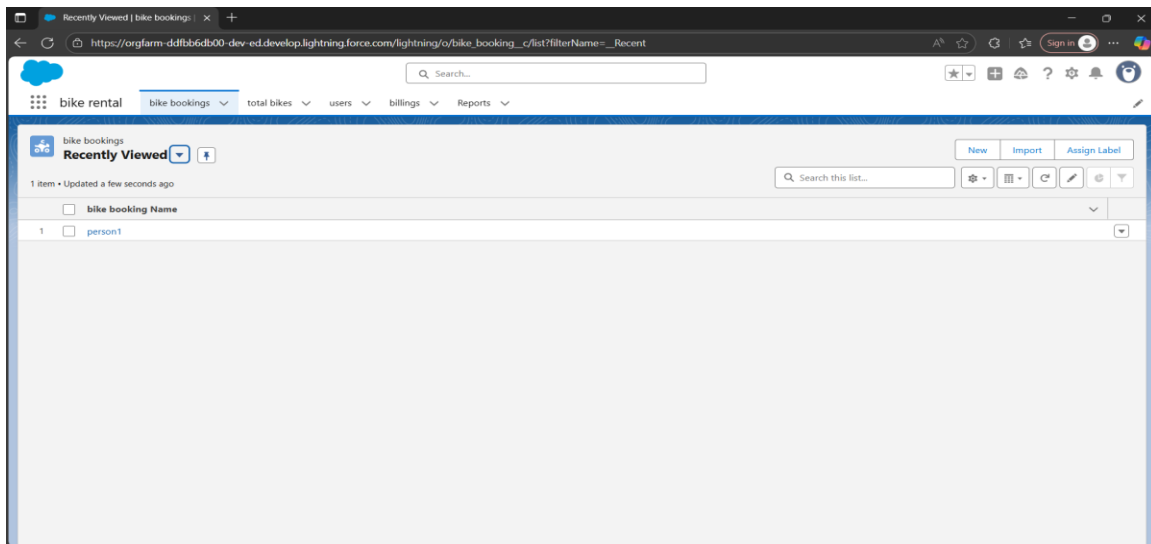 Recently Viewed | bike bookings |
https://orgfarm-ddfbb6db00-dev-ed.develop.lightning.force.com/lightning/o/bike_booking__c/list?filterName=__Recent
Sign in
Search...
bike rental bike bookings total bikes users billings Reports
bike bookings
Recently Viewed
New Import Assign Label
1 item • Updated a few seconds ago
Search this list...
bike booking Name
1 person1